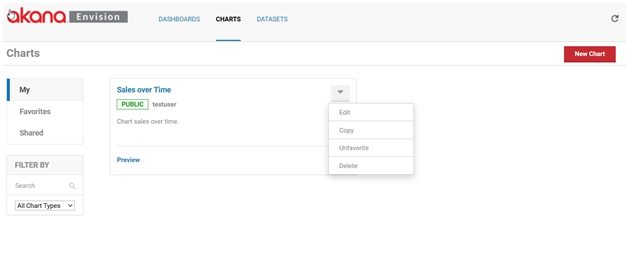 akana Envision
DASHBOARDS CHARTS DATASETS
Charts
New Chart
My
Favorites
Shared
FILTER BY
Search
All Chart Types
Sales over Time
PUBLIC testuser
Chart sales over time.
Preview
Edit
Copy
Unfavorite
Delete